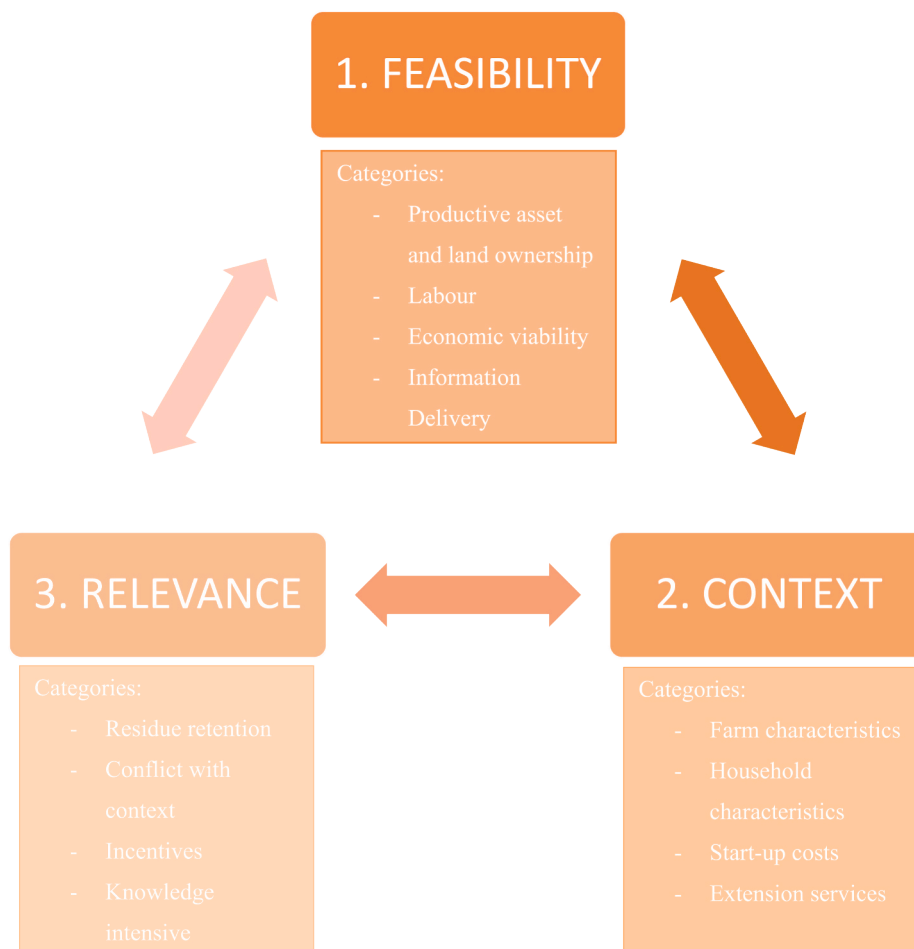 1. FEASIBILITY
Categories:
- Productive asset
and land ownership
- Labour
- Economic viability
- Information
Delivery
3. RELEVANCE
Categories:
- Residue retention
- Conflict with
context
- Incentives
- Knowledge
intensive
2. CONTEXT
Categories:
- Farm characteristics
- Household
characteristics
- Start-up costs
- Extension services